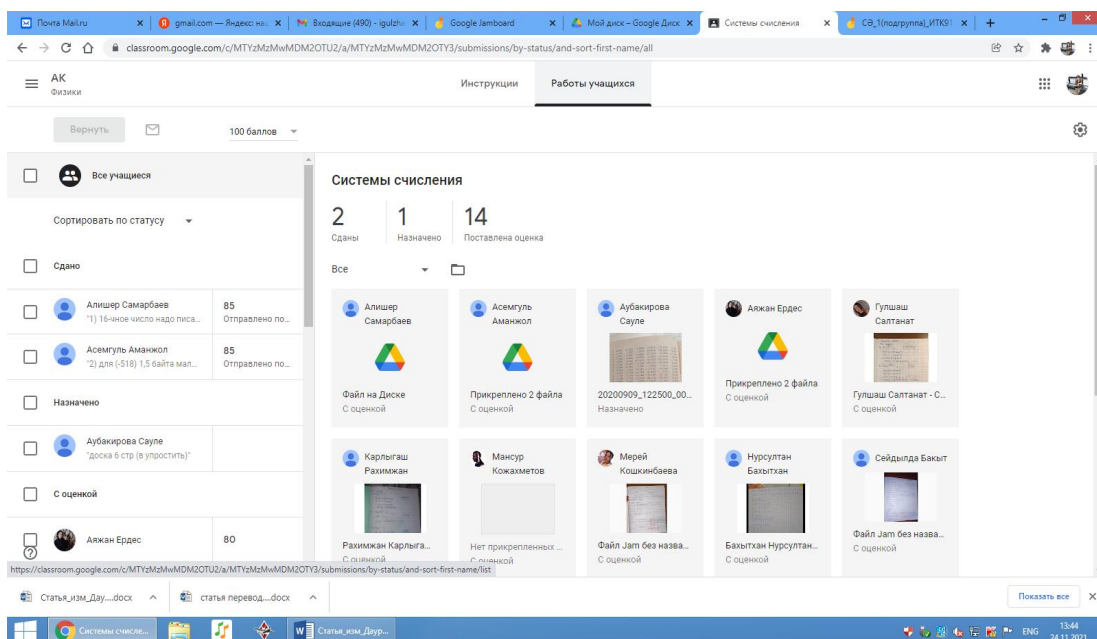 Почта Mail.ru
gmail.com — Яндекс: на
Входящие (490) - igulzh
Google Jamboard
Мой диск – Google Диск
Системы счисления
СӘ_1(подгруппа)_ИТК91
classroom.google.com/c/MTYzMzMwMDM2OTU2/a/MTYzMzMwMDM2OTY3/submissions/by-status/and-sort-first-name/all
АК
Физики
Инструкции
Работы учащихся
Вернуть
100 баллов
Все учащиеся
Сортировать по статусу
Сдано
Алишер Самарбаев
"1) 16-чное число надо писа...
85
Отправлено по...
Асемгуль Аманжол
"2) для (-518) 1,5 байта мал...
85
Отправлено по...
Назначено
Аубакирова Сауле
"доска 6 стр (в упростить)"
С оценкой
Аяжан Ердес
80
Системы счисления
2
Сданы
1
Назначено
14
Поставлена оценка
Все
Алишер
Самарбаев
Файл на Диске
С оценкой
Асемгуль
Аманжол
Прикреплено 2 файла
С оценкой
Аубакирова
Сауле
20200909_122500_00...
Назначено
Аяжан Ердес
Прикреплено 2 файла
С оценкой
Гулшаш
Салтанат
Гулшаш Салтанат - С...
С оценкой
Карлыгаш
Рахимжан
Рахимжан Карлыга...
С оценкой
Мансур
Кожахметов
Нет прикрепленных ...
С оценкой
Мерей
Кошкинбаева
Файл Jam без назва...
С оценкой
Нурсултан
Бахытхан
Бахытхан Нурсултан...
С оценкой
Сейдылда Бакыт
Файл Jam без назва...
С оценкой
https://classroom.google.com/c/MTYzMzMwMDM2OTU2/a/MTYzMzMwMDM2OTY3/submissions/by-status/and-sort-first-name/list
Статья_изм_Дау....docx
статья перевод....docx
Показать все
Системы счисле...
Статья_изм_Даур...
ENG
13:44
24.11.2021